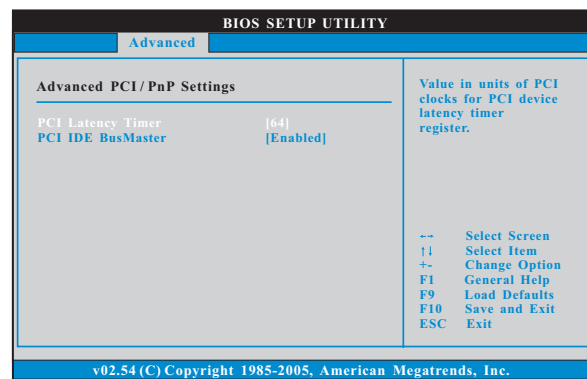 BIOS SETUP UTILITY
Advanced
Advanced PCI / PnP Settings
PCI Latency Timer [64]
PCI IDE BusMaster [Enabled]
Value in units of PCI
clocks for PCI device
latency timer
register.
←→ Select Screen
↑↓ Select Item
+- Change Option
F1 General Help
F9 Load Defaults
F10 Save and Exit
ESC Exit
v02.54 (C) Copyright 1985-2005, American Megatrends, Inc.